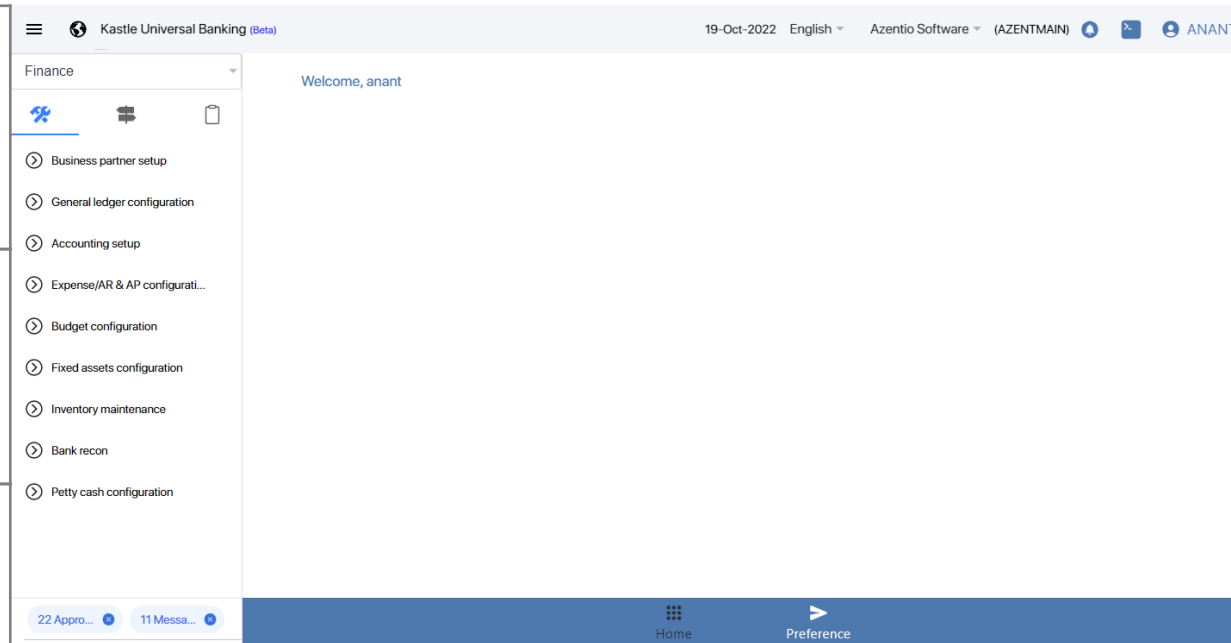 Kastle Universal Banking (Beta)
19-Oct-2022 English Azentio Software (AZENTMAIN) ANANT
Finance
Welcome, anant
Business partner setup
General ledger configuration
Accounting setup
Expense/AR & AP configurati...
Budget configuration
Fixed assets configuration
Inventory maintenance
Bank recon
Petty cash configuration
22 Appro... 11 Messa...
Home Preference